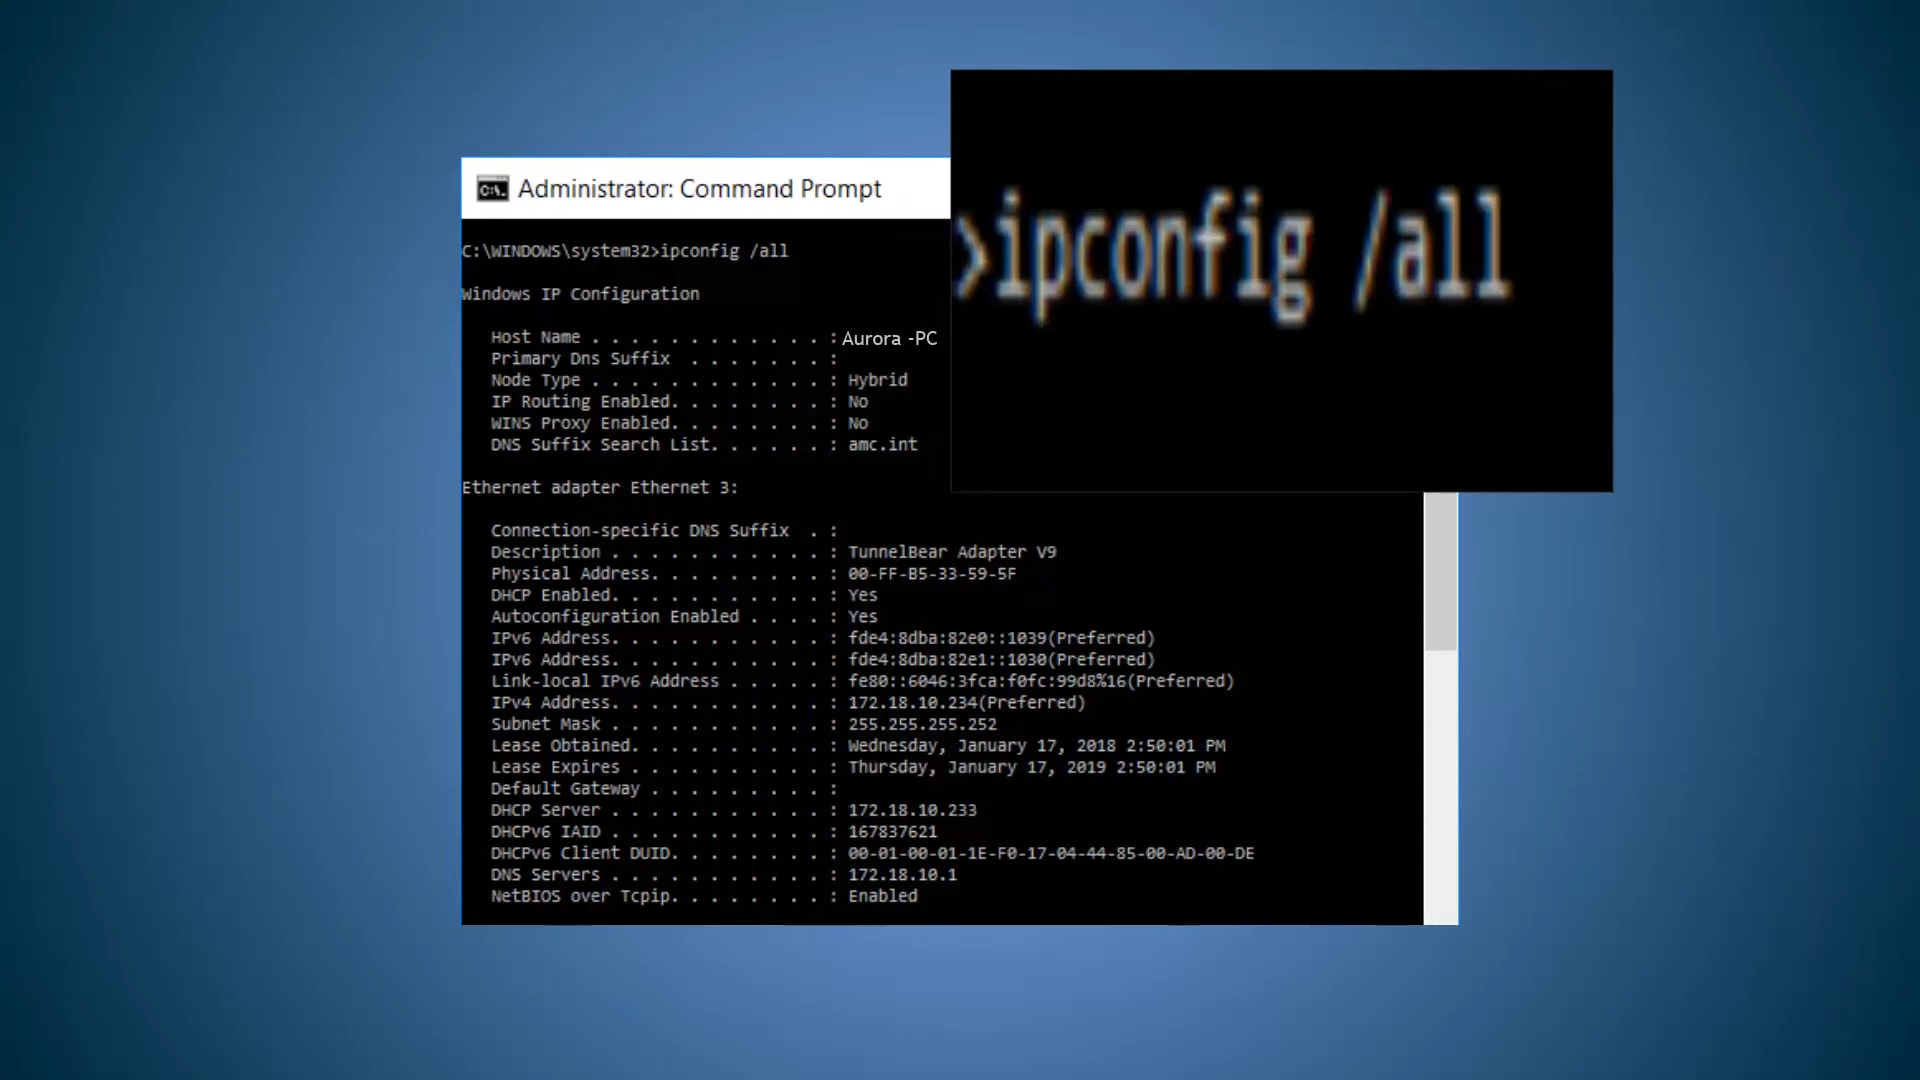 Administrator: Command Prompt
>ipconfig /all
C:\WINDOWS\system32>ipconfig /all
Windows IP Configuration
Host Name . . . . . . . . . . . . : Aurora -PC
Primary Dns Suffix  . . . . . . . :
Node Type . . . . . . . . . . . . : Hybrid
IP Routing Enabled. . . . . . . . : No
WINS Proxy Enabled. . . . . . . . : No
DNS Suffix Search List. . . . . . : amc.int
Ethernet adapter Ethernet 3:
Connection-specific DNS Suffix  . :
Description . . . . . . . . . . . : TunnelBear Adapter V9
Physical Address. . . . . . . . . : 00-FF-B5-33-59-5F
DHCP Enabled. . . . . . . . . . . : Yes
Autoconfiguration Enabled . . . . : Yes
IPv6 Address. . . . . . . . . . . : fde4:8dba:82e0::1039(Preferred)
IPv6 Address. . . . . . . . . . . : fde4:8dba:82e1::1030(Preferred)
Link-local IPv6 Address . . . . . : fe80::6046:3fca:f0fc:99d8%16(Preferred)
IPv4 Address. . . . . . . . . . . : 172.18.10.234(Preferred)
Subnet Mask . . . . . . . . . . . : 255.255.255.252
Lease Obtained. . . . . . . . . . : Wednesday, January 17, 2018 2:50:01 PM
Lease Expires . . . . . . . . . . : Thursday, January 17, 2019 2:50:01 PM
Default Gateway . . . . . . . . . :
DHCP Server . . . . . . . . . . . : 172.18.10.233
DHCPv6 IAID . . . . . . . . . . . : 167837621
DHCPv6 Client DUID. . . . . . . . : 00-01-00-01-1E-F0-17-04-44-85-00-AD-00-DE
DNS Servers . . . . . . . . . . . : 172.18.10.1
NetBIOS over Tcpip. . . . . . . . : Enabled